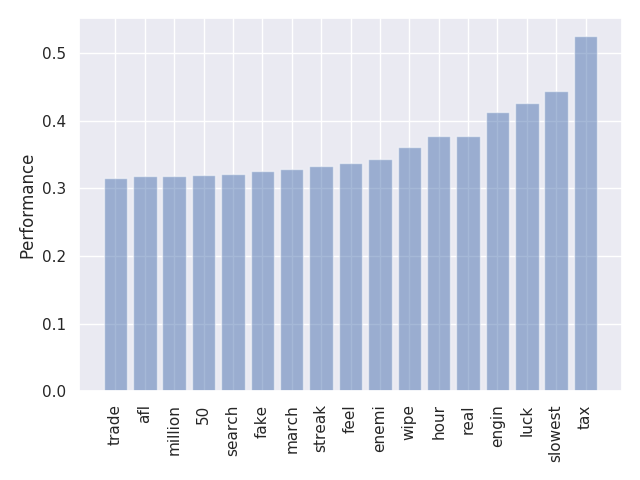 0.5
0.4
0.3
0.2
0.1
0.0
Performance
trade
afl
million
50
search
fake
march
streak
feel
enemi
wipe
hour
real
engin
luck
slowest
tax